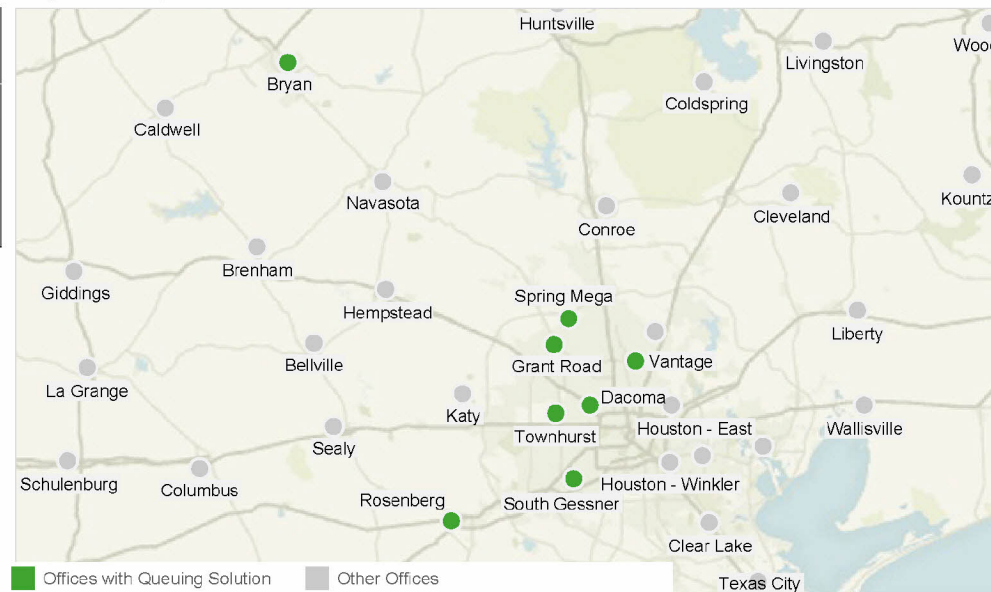 Huntsville
Livingston
Bryan
Coldspring
Caldwell
Navasota
Cleveland
Conroe
Brenham
Giddings
Spring Mega
Hempstead
Liberty
Bellville
Grant Road
Vantage
La Grange
Dacoma
Katy
Houston - East
Wallisville
Townhurst
Sealy
Schulenburg
Columbus
Houston - Winkler
Rosenberg
South Gessner
Clear Lake
Offices with Queuing Solution
Other Offices
Texas City